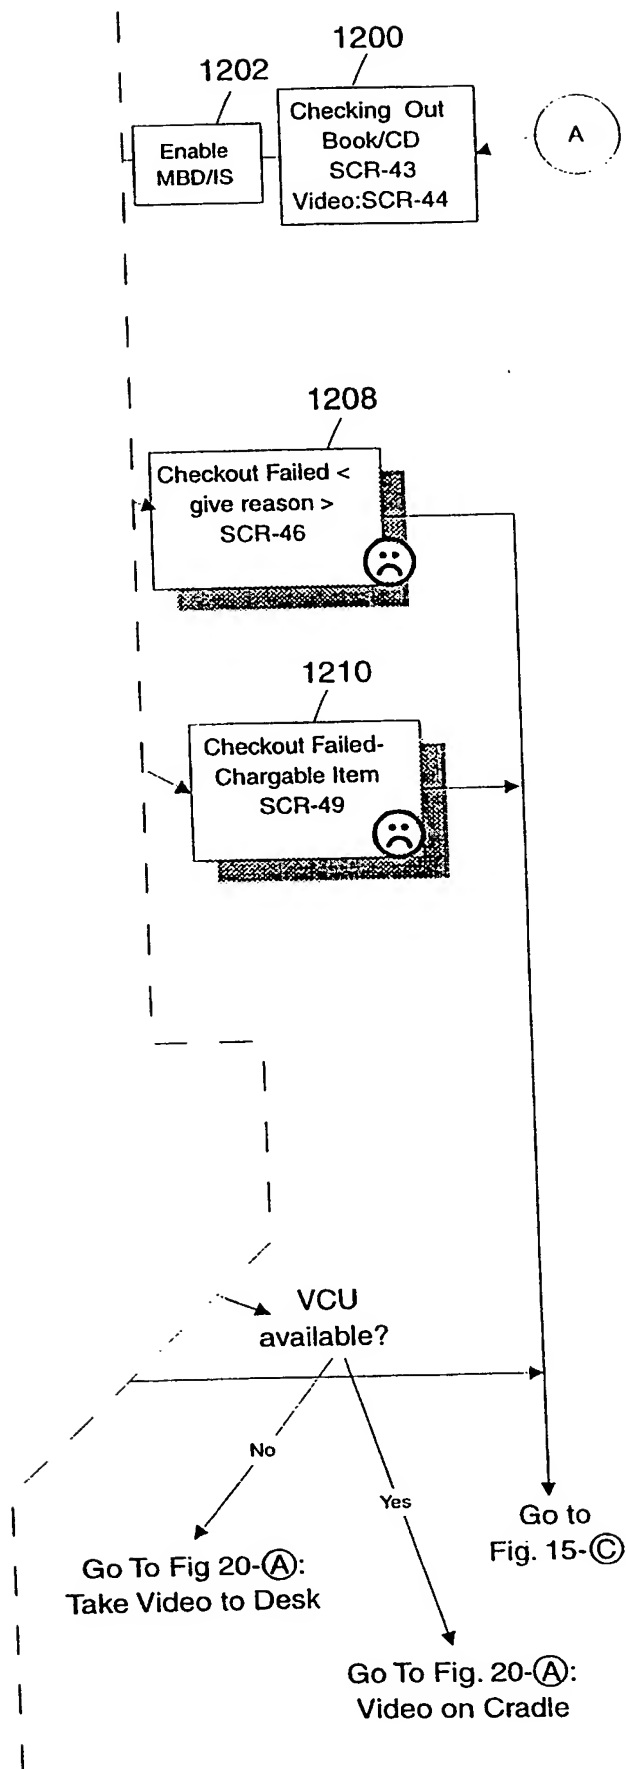 1200
1202
Checking Out
Book/CD
SCR-43
Video:SCR-44
A
Enable
MBD/IS
1208
Checkout Failed <
give reason >
SCR-46
1210
Checkout Failed-
Chargable Item
SCR-49
VCU
available?
No
Yes
Go to
Fig. 15-C
Go To Fig 20-A:
Take Video to Desk
Go To Fig. 20-A:
Video on Cradle